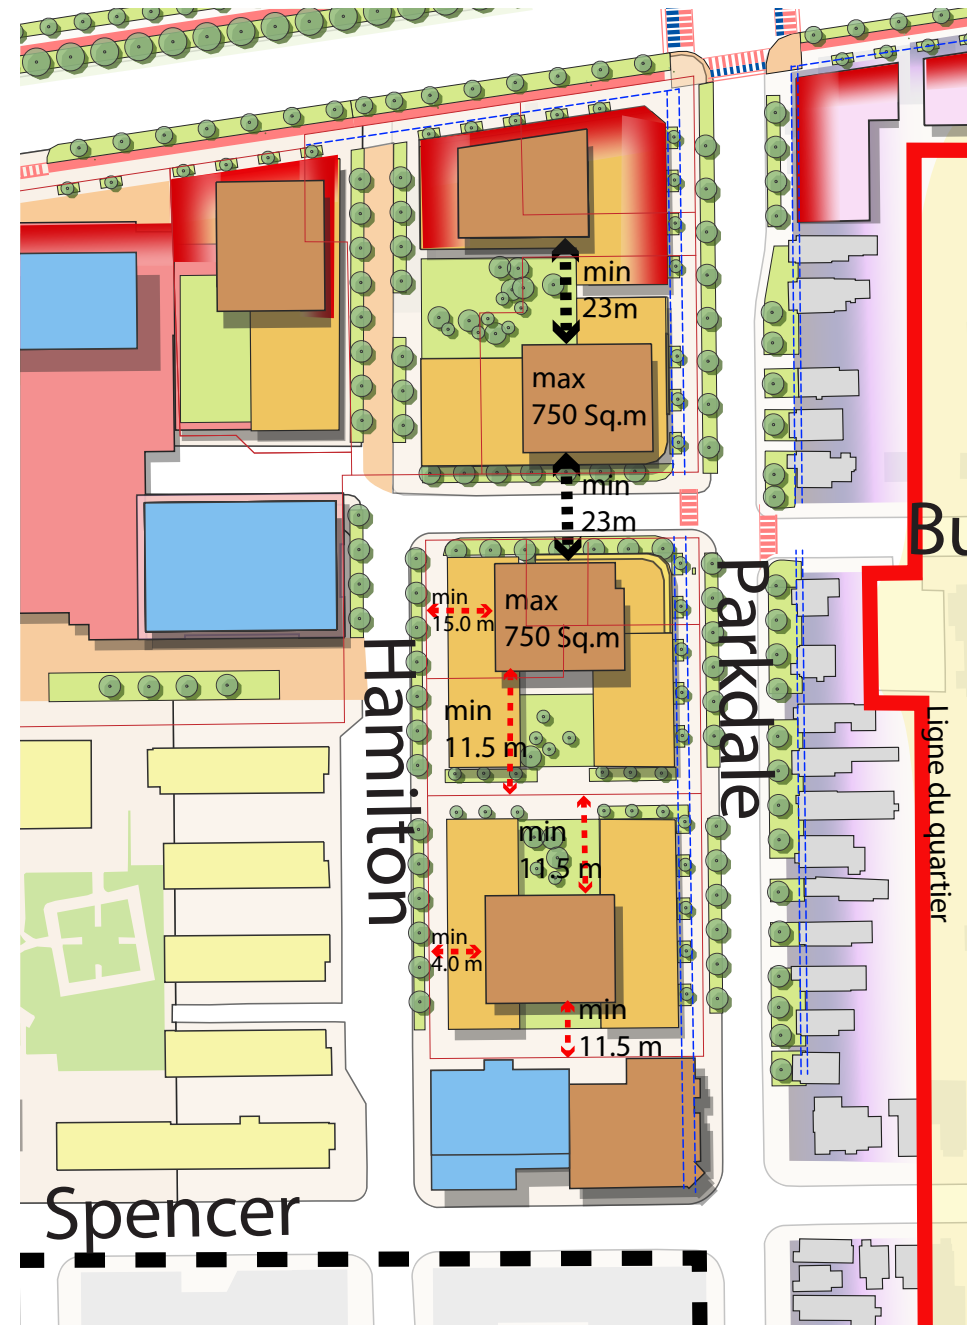 min
23m
max
750 Sq.m
min
23m
Bu
min
15.0 m
max
750 Sq.m
Parkdale
Hamilton
min
11.5 m
Ligne du quartier
min
11.5 m
min
4.0 m
min
11.5 m
Spencer